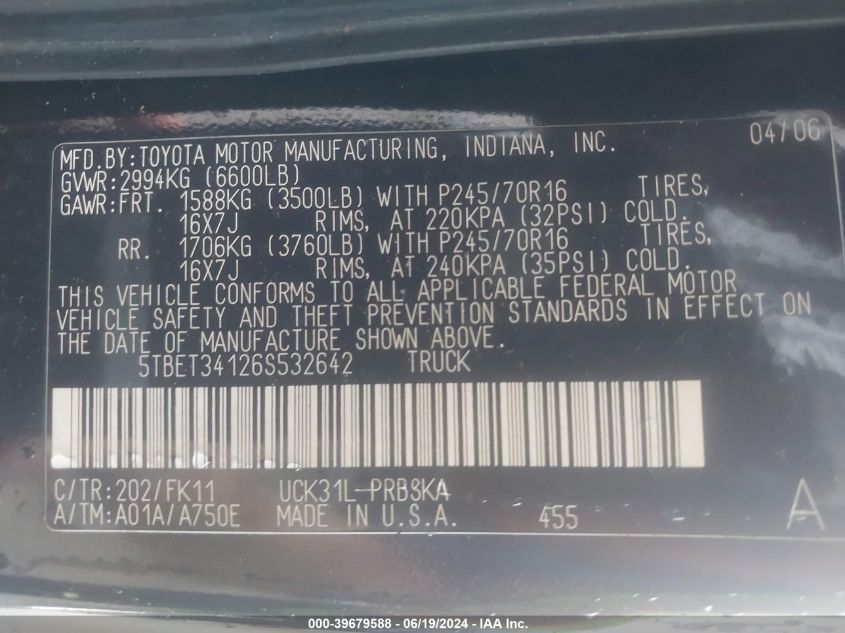 04/06
MFD.BY:TOYOTA MOTOR MANUFACTURING, INDIANA, INC.
GVWR:2994KG (6600LB)
GAWR:FRT. 1588KG (3500LB) WITH P245/70R16 TIRES,
16X7J RIMS, AT 220KPA (32PSI) COLD.
RR. 1706KG (3760LB) WITH P245/70R16 TIRES,
16X7J RIMS, AT 240KPA (35PSI) COLD.
THIS VEHICLE CONFORMS TO ALL APPLICABLE FEDERAL MOTOR
VEHICLE SAFETY AND THEFT PREVENTION STANDARDS IN EFFECT ON
THE DATE OF MANUFACTURE SHOWN ABOVE.
5TBET34126S532642 TRUCK
C/TR:202/FK11 UCK31L-PRBSKA
A/TM:A01A/A750E MADE IN U.S.A. 455 A
000-39679588 - 06/19/2024 - IAA Inc.